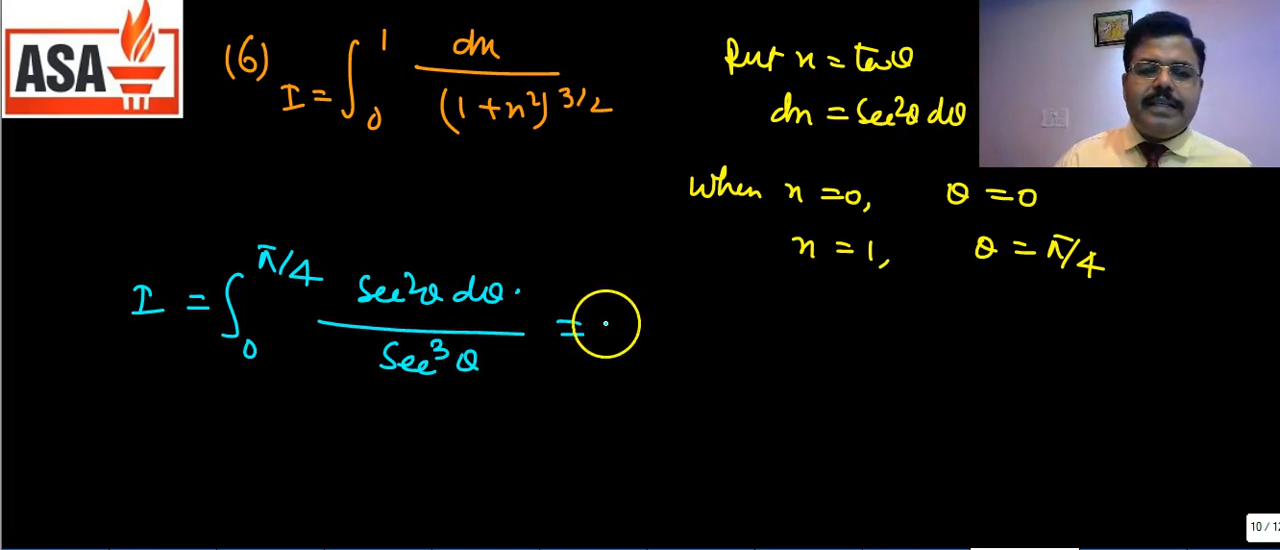 ASA
(6) I = ∫₀¹ dx / (1 + x²)^3/2
Put x = tanθ
dx = sec²θ dθ
When x = 0, θ = 0
x = 1, θ = π/4
I = ∫₀^π/4 sec²θ dθ. / sec³θ =
10 / 12